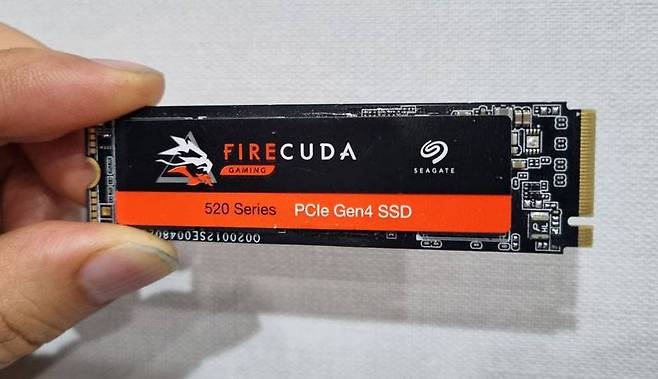 FIRECUDA
GAMING
SEAGATE
520 Series PCIe Gen4 SSD